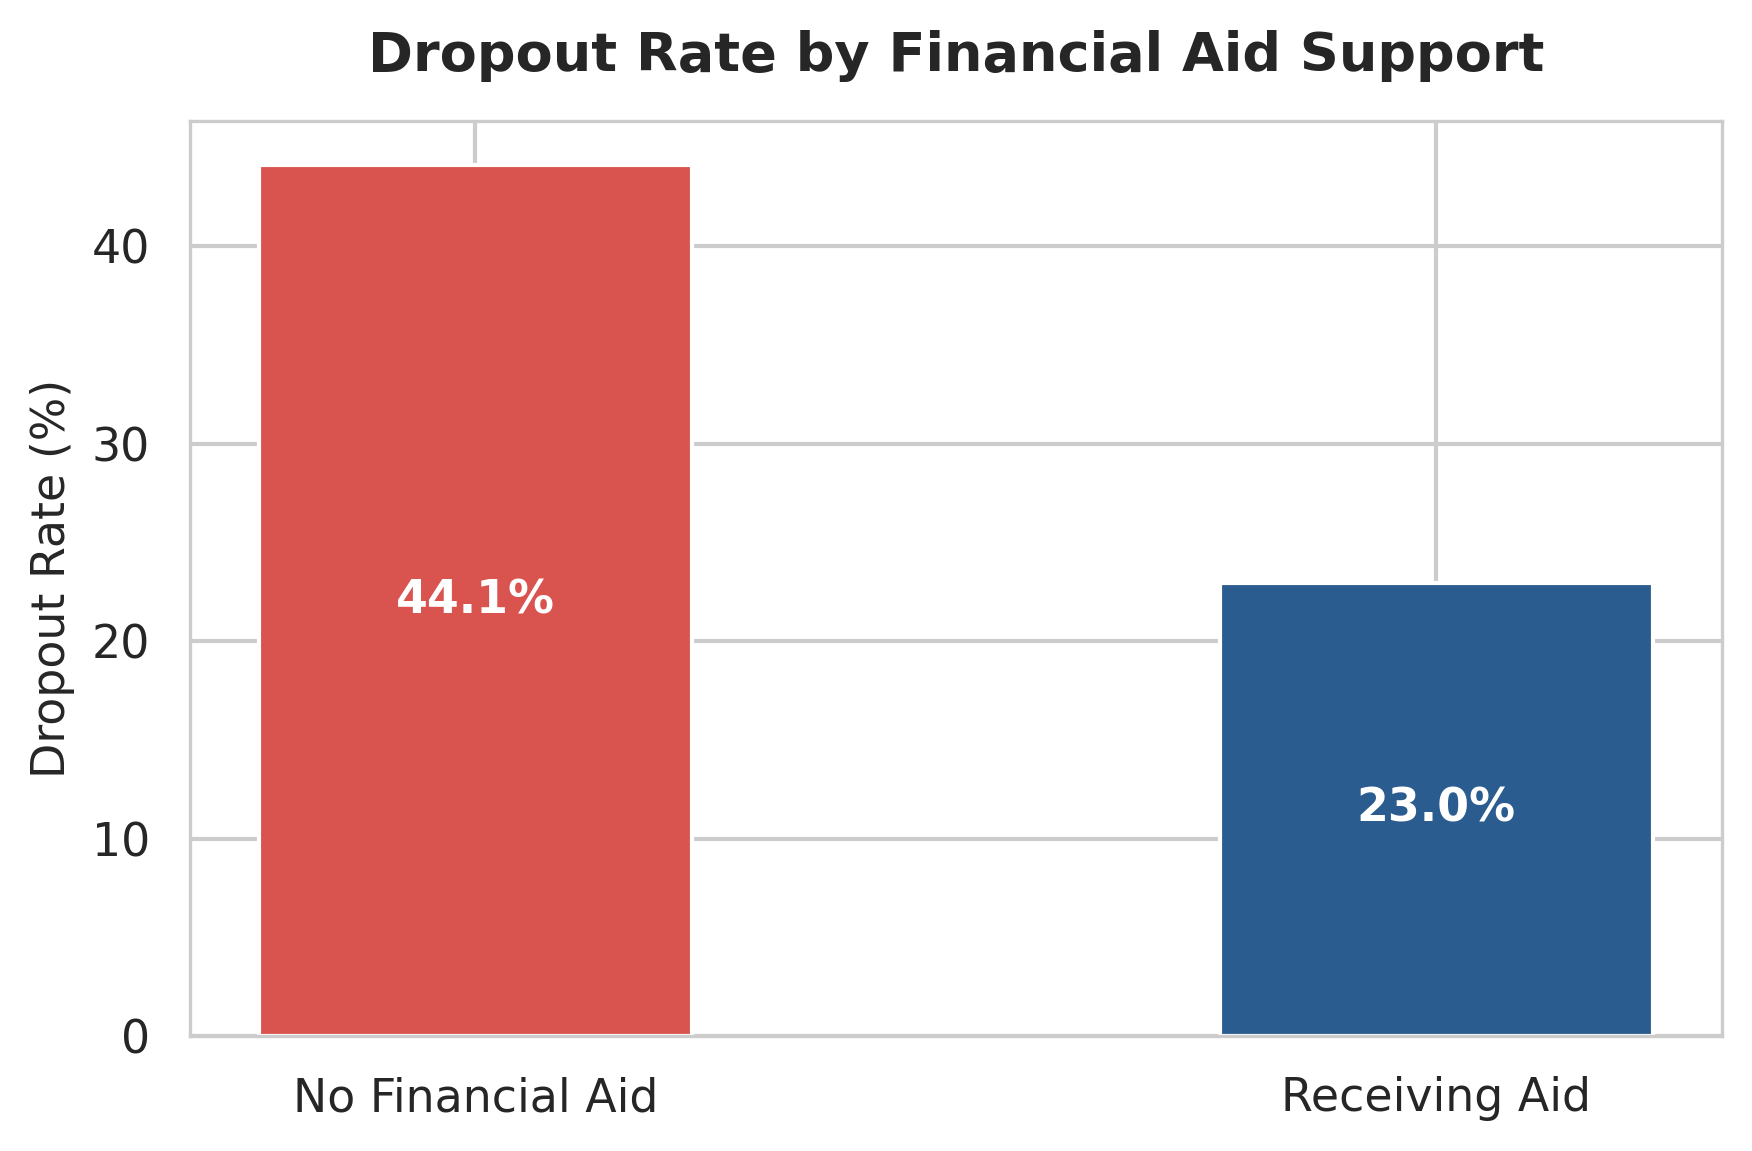 Dropout Rate by Financial Aid Support
Dropout Rate (%)
40
30
20
10
0
44.1%
23.0%
No Financial Aid
Receiving Aid